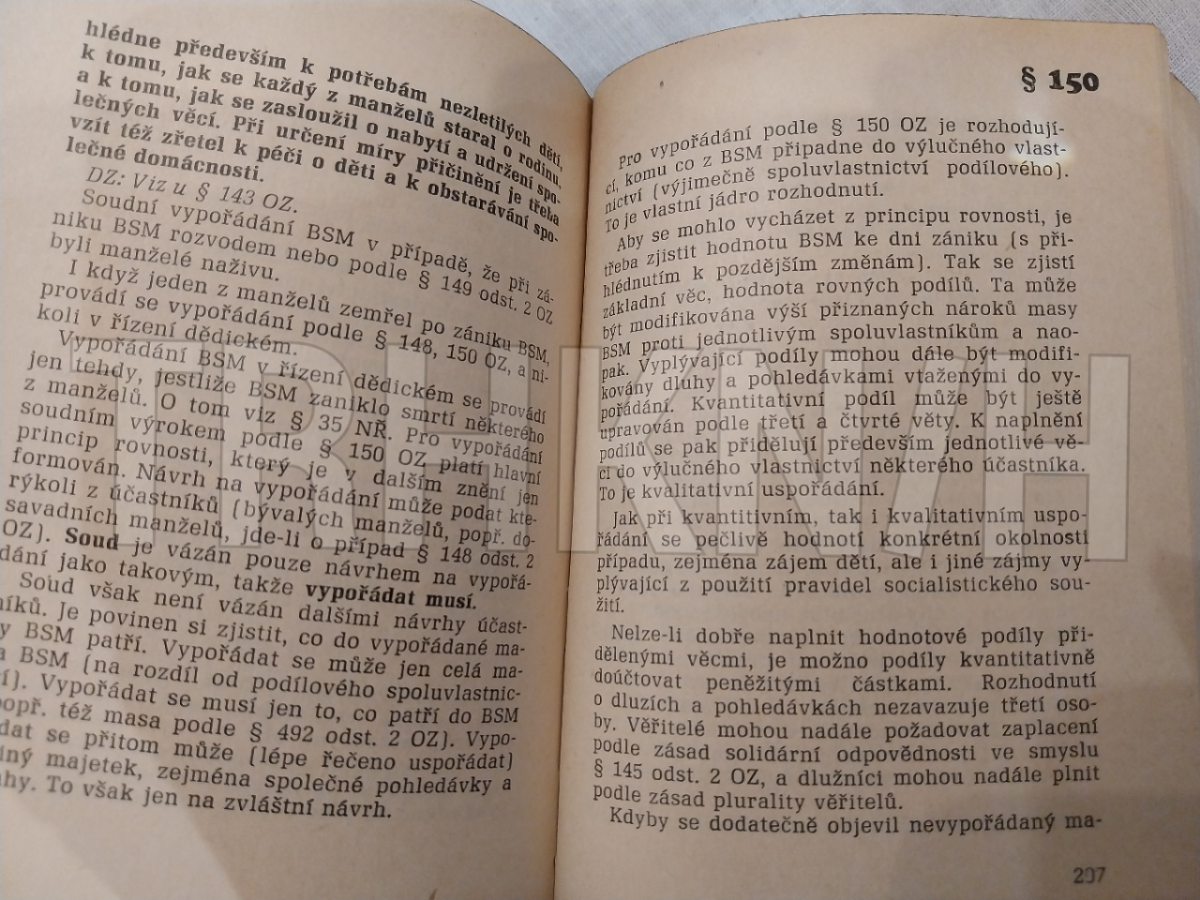 hlédne především k potřebám nezletilých dětí,
k tomu, jak se každý z manželů staral o rodinu,
a k tomu, jak se zasloužil o nabytí a udržení spo-
lečných věcí. Při určení míry přičinění je třeba
vzít též zřetel k péči o děti a k obstarávání spo-
lečné domácnosti.
DZ: Viz u § 143 OZ.
Soudní vypořádání BSM v případě, že při zá-
niku BSM rozvodem nebo podle § 149 odst. 2 OZ
byli manželé naživu.
I když jeden z manželů zemřel po zániku BSM,
provádí se vypořádání podle § 148, 150 OZ, a ni-
koli v řízení dědickém.
Vypořádání BSM v řízení dědickém se provádí
jen tehdy, jestliže BSM zaniklo smrtí některého
z manželů. O tom viz § 35 NŘ. Pro vypořádání
soudním výrokem podle § 150 OZ platí hlavní
princip rovnosti, který je v dalším znění jen
formován. Návrh na vypořádání může podat kte-
rýkoli z účastníků (bývalých manželů, popř. do-
savadních manželů, jde-li o případ § 148 odst. 2
OZ). Soud je vázán pouze návrhem na vypořá-
dání jako takovým, takže vypořádat musí.
Soud však není vázán dalšími návrhy účast-
níků. Je povinen si zjistit, co do vypořádané ma-
y BSM patří. Vypořádat se může jen celá ma-
a BSM (na rozdíl od podílového spoluvlastnic-
í). Vypořádat se musí jen to, co patří do BSM
popř. též masa podle § 492 odst. 2 OZ). Vypo-
dat se přitom může (lépe řečeno uspořádat)
iný majetek, zejména společné pohledávky a
hy. To však jen na zvláštní návrh.
§ 150
Pro vypořádání podle § 150 OZ je rozhodují-
cí, komu co z BSM připadne do výlučného vlast-
nictví (výjimečně spoluvlastnictví podílového).
To je vlastní jádro rozhodnutí.
Aby se mohlo vycházet z principu rovnosti, je
třeba zjistit hodnotu BSM ke dni zániku (s při-
hlédnutím k pozdějším změnám). Tak se zjistí
základní věc, hodnota rovných podílů. Ta může
být modifikována výší přiznaných nároků masy
BSM proti jednotlivým spoluvlastníkům a nao-
pak. Vyplývající podíly mohou dále být modifi-
kovány dluhy a pohledávkami vtaženými do vy-
pořádání. Kvantitativní podíl může být ještě
upravován podle třetí a čtvrté věty. K naplnění
podílů se pak přidělují především jednotlivé vě-
ci do výlučného vlastnictví některého účastníka.
To je kvalitativní uspořádání.
Jak při kvantitivním, tak i kvalitativním uspo-
řádání se pečlivě hodnotí konkrétní okolnosti
případu, zejména zájem dětí, ale i jiné zájmy vy-
plývající z použití pravidel socialistického sou-
žití.
Nelze-li dobře naplnit hodnotové podíly při-
dělenými věcmi, je možno podíly kvantitativně
doúčtovat peněžitými částkami. Rozhodnutí
o dluzích a pohledávkách nezavazuje třetí oso-
by. Věřitelé mohou nadále požadovat zaplacení
podle zásad solidární odpovědnosti ve smyslu
§ 145 odst. 2 OZ, a dlužníci mohou nadále plnit
podle zásad plurality věřitelů.
Kdyby se dodatečně objevil nevypořádaný ma-
207